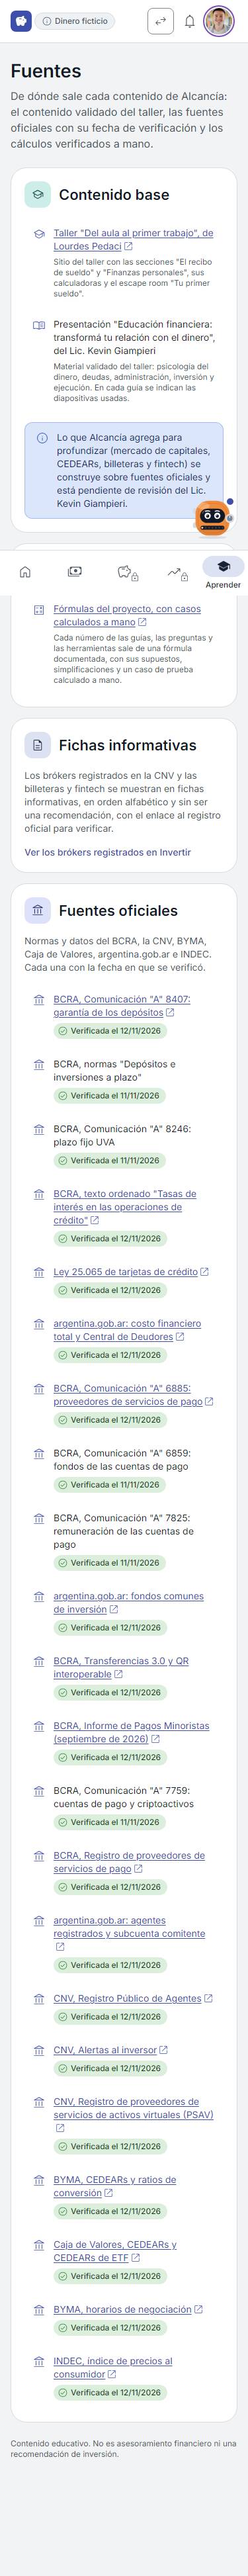 Dinero ficticio
Fuentes
De dónde sale cada contenido de Alcancía:
el contenido validado del taller, las fuentes
oficiales con su fecha de verificación y los
cálculos verificados a mano.
Contenido base
Taller "Del aula al primer trabajo", de
Lourdes Pedaci
Sitio del taller con las secciones "El recibo
de sueldo" y "Finanzas personales", sus
calculadoras y el escape room "Tu primer
sueldo".
Presentación "Educación financiera:
transformá tu relación con el dinero",
del Lic. Kevin Giampieri
Material validado del taller: psicología del
dinero, deudas, administración, inversión y
ejecución. En cada guía se indican las
diapositivas usadas.
Lo que Alcancía agrega para
profundizar (mercado de capitales,
CEDEARs, billeteras y fintech) se
construye sobre fuentes oficiales y
está pendiente de revisión del Lic.
Kevin Giampieri.
Aprender
Fórmulas del proyecto, con casos
calculados a mano
Cada número de las guías, las preguntas y
las herramientas sale de una fórmula
documentada, con sus supuestos,
simplificaciones y un caso de prueba
calculado a mano.
Fichas informativas
Los brókers registrados en la CNV y las
billeteras y fintech se muestran en fichas
informativas, en orden alfabético y sin ser
una recomendación, con el enlace al registro
oficial para verificar.
Ver los brókers registrados en Invertir
Fuentes oficiales
Normas y datos del BCRA, la CNV, BYMA,
Caja de Valores, argentina.gob.ar e INDEC.
Cada una con la fecha en que se verificó.
BCRA, Comunicación "A" 8407:
garantía de los depósitos
Verificada el 12/11/2026
BCRA, normas "Depósitos e
inversiones a plazo"
Verificada el 11/11/2026
BCRA, Comunicación "A" 8246:
plazo fijo UVA
Verificada el 11/11/2026
BCRA, texto ordenado "Tasas de
interés en las operaciones de
crédito"
Verificada el 12/11/2026
Ley 25.065 de tarjetas de crédito
Verificada el 12/11/2026
argentina.gob.ar: costo financiero
total y Central de Deudores
Verificada el 12/11/2026
BCRA, Comunicación "A" 6885:
proveedores de servicios de pago
Verificada el 12/11/2026
BCRA, Comunicación "A" 6859:
fondos de las cuentas de pago
Verificada el 11/11/2026
BCRA, Comunicación "A" 7825:
remuneración de las cuentas de
pago
Verificada el 11/11/2026
argentina.gob.ar: fondos comunes
de inversión
Verificada el 12/11/2026
BCRA, Transferencias 3.0 y QR
interoperable
Verificada el 12/11/2026
BCRA, Informe de Pagos Minoristas
(septiembre de 2026)
Verificada el 12/11/2026
BCRA, Comunicación "A" 7759:
cuentas de pago y criptoactivos
Verificada el 11/11/2026
BCRA, Registro de proveedores de
servicios de pago
Verificada el 12/11/2026
argentina.gob.ar: agentes
registrados y subcuenta comitente
Verificada el 12/11/2026
CNV, Registro Público de Agentes
Verificada el 12/11/2026
CNV, Alertas al inversor
Verificada el 12/11/2026
CNV, Registro de proveedores de
servicios de activos virtuales (PSAV)
Verificada el 12/11/2026
BYMA, CEDEARs y ratios de
conversión
Verificada el 12/11/2026
Caja de Valores, CEDEARs y
CEDEARs de ETF
Verificada el 12/11/2026
BYMA, horarios de negociación
Verificada el 12/11/2026
INDEC, índice de precios al
consumidor
Verificada el 12/11/2026
Contenido educativo. No es asesoramiento financiero ni una
recomendación de inversión.